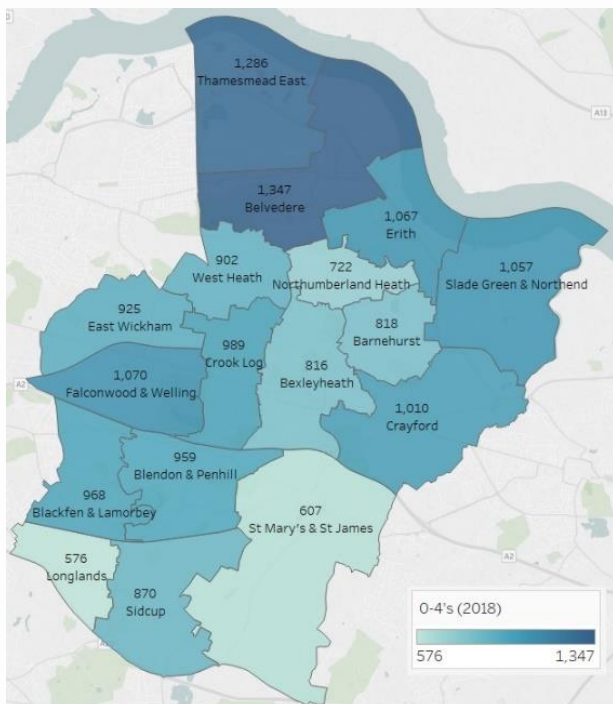 1,286
Thamesmead East
1,347
Belvedere
1,067
Erith
902
West Heath
722
Northumberland Heath
1,057
Slade Green & Northend
925
East Wickham
989
Crook Log
818
Barnehurst
816
Bexleyheath
1,070
Falconwood & Welling
1,010
Crayford
959
Blendon & Penhill
968
Blackfen & Lamorbey
607
St Mary's & St James
576
Longlands
870
Sidcup
A13
A2
A2
0-4's (2018)
576 1,347